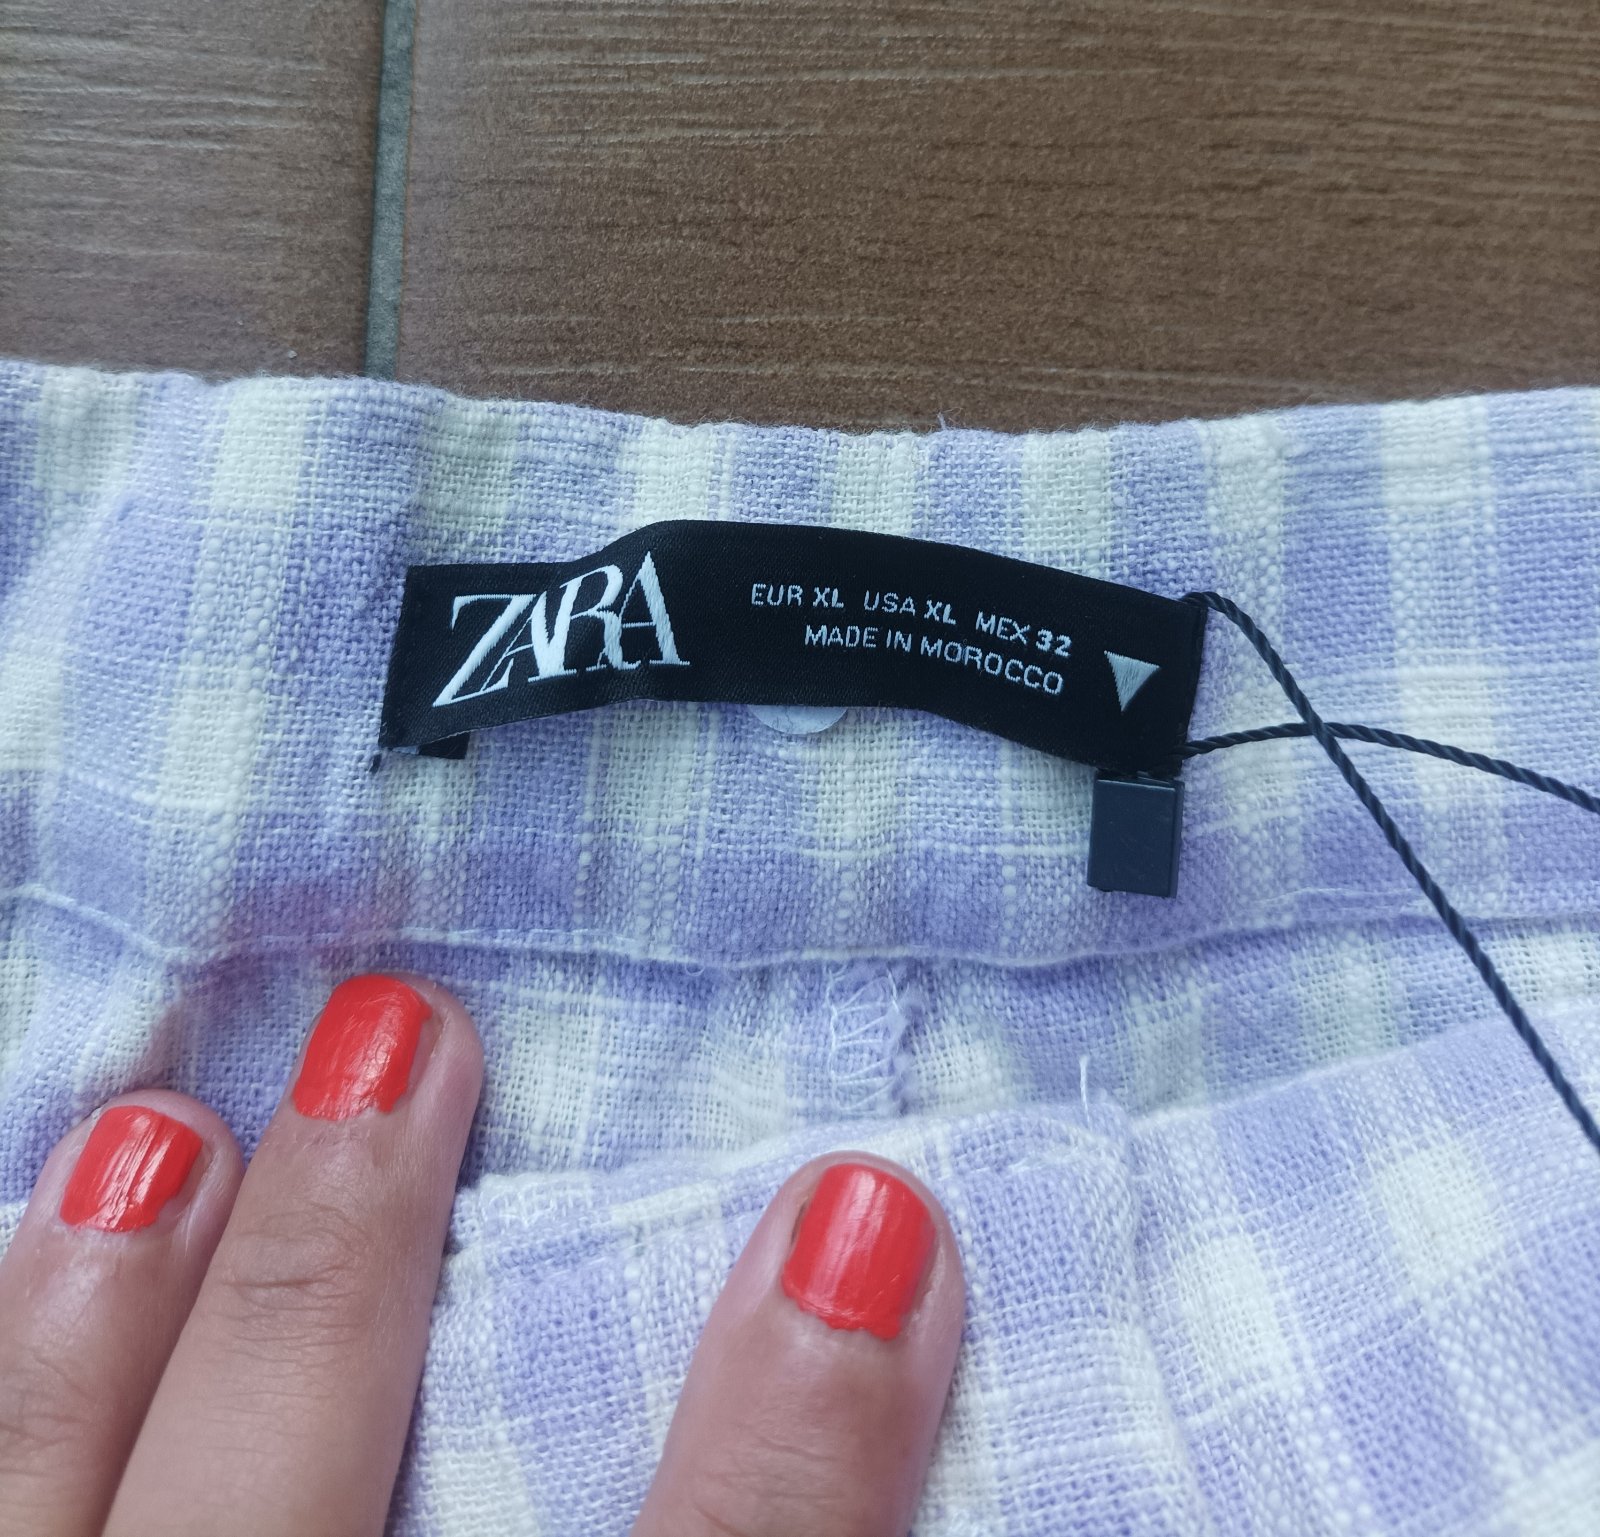 ZARA
EUR XL USA XL MEX 32
MADE IN MOROCCO